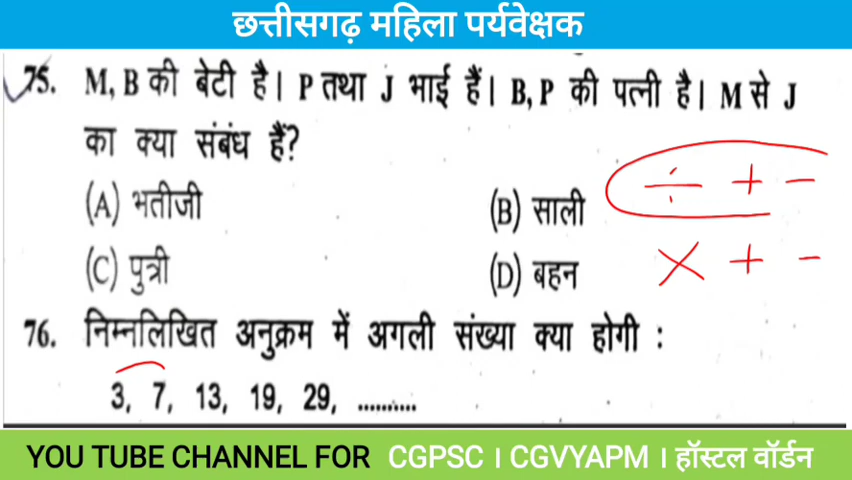 छत्तीसगढ़ महिला पर्यवेक्षक
75. M, B की बेटी है। P तथा J भाई हैं। B, P की पत्नी है। M से J
का क्या संबंध हैं?
(A) भतीजी (B) साली
(C) पुत्री (D) बहन
÷ + −
× + −
76. निम्नलिखित अनुक्रम में अगली संख्या क्या होगी :
3, 7, 13, 19, 29, ..........
YOU TUBE CHANNEL FOR CGPSC । CGVYAPM । हॉस्टल वॉर्डन